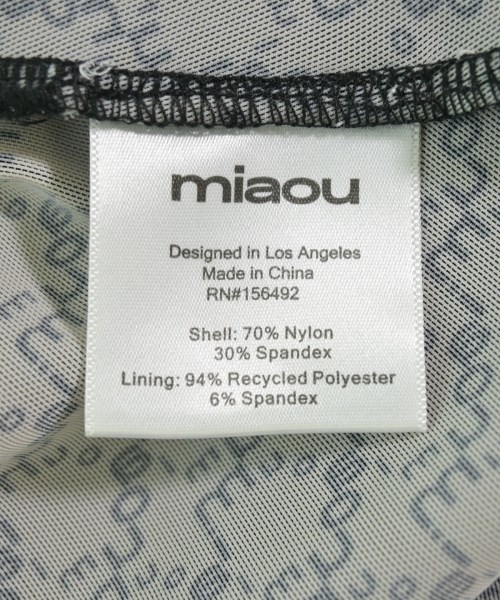 miaou
Designed in Los Angeles
Made in China
RN#156492
Shell: 70% Nylon
30% Spandex
Lining: 94% Recycled Polyester
6% Spandex